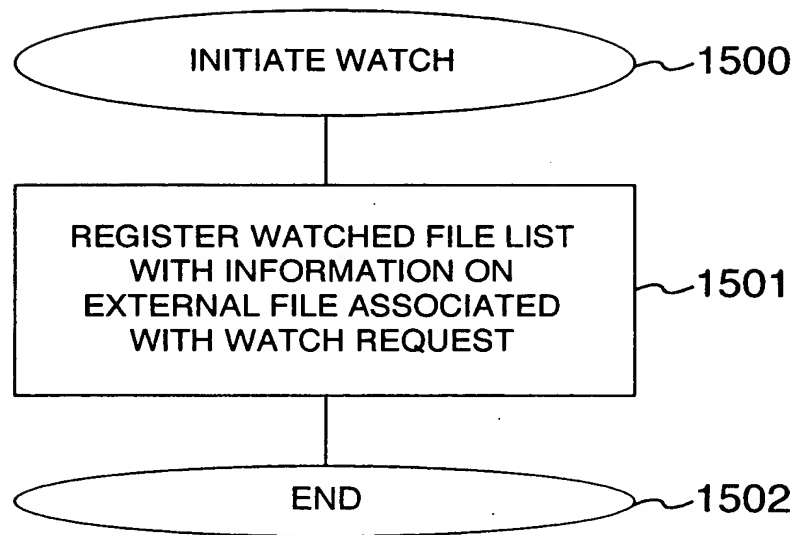 INITIATE WATCH
1500
REGISTER WATCHED FILE LIST
WITH INFORMATION ON
EXTERNAL FILE ASSOCIATED
WITH WATCH REQUEST
1501
END
1502